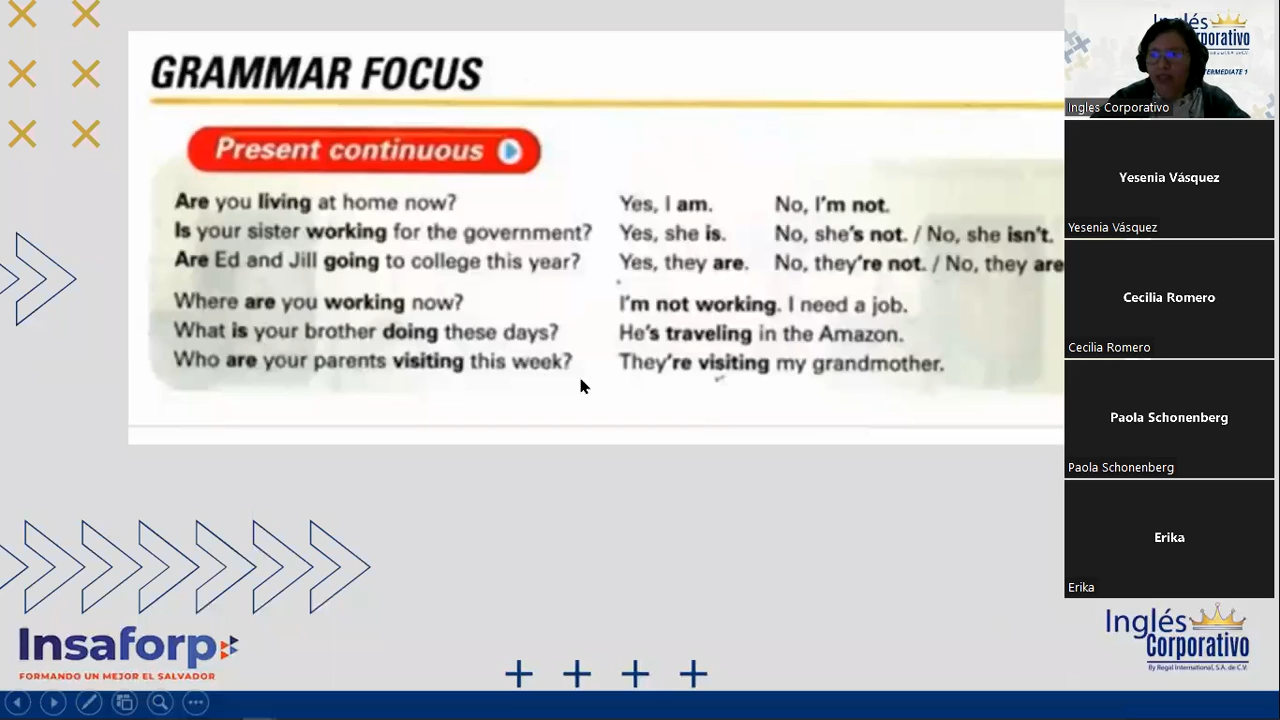 GRAMMAR FOCUS
Present continuous
Are you living at home now? Yes, I am. No, I'm not.
Is your sister working for the government? Yes, she is. No, she's not. / No, she isn't.
Are Ed and Jill going to college this year? Yes, they are. No, they're not. / No, they are
Where are you working now? I'm not working. I need a job.
What is your brother doing these days? He's traveling in the Amazon.
Who are your parents visiting this week? They're visiting my grandmother.
Insaforp
FORMANDO UN MEJOR EL SALVADOR
Inglés
orporativo
TERMEDIATE 1
Ingles Corporativo
Yesenia Vásquez
Yesenia Vásquez
Cecilia Romero
Cecilia Romero
Paola Schonenberg
Paola Schonenberg
Erika
Erika
Inglés
Corporativo
By Regal International, S.A. de C.V.